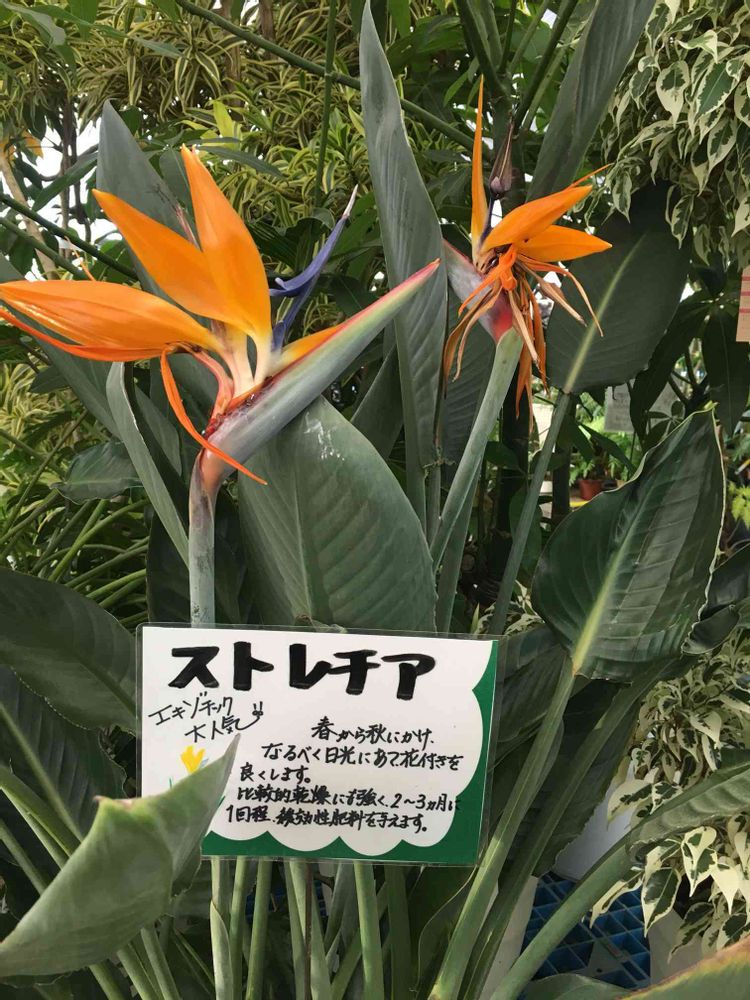 ストレチア
エキゾチック
大人気
春から秋にかけ、
なるべく日光にあて花付きを
良くします。
比較的乾燥にも強く、2〜3ヵ月に
1回程、緩効性肥料を与えます。